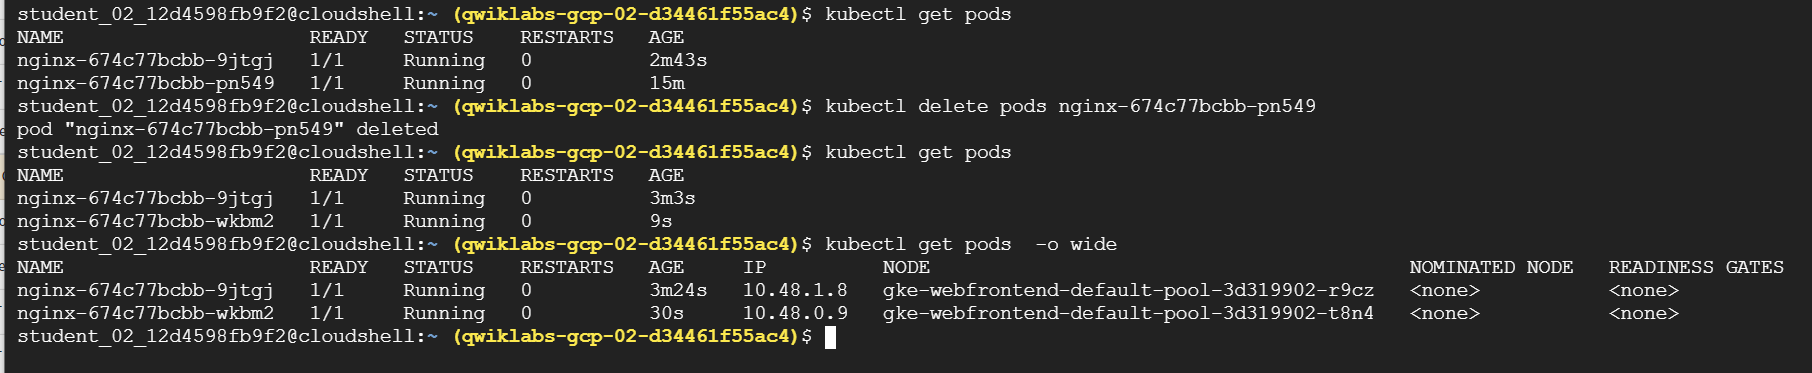 student_02_12d4598fb9f2@cloudshell:~ (qwiklabs-gcp-02-d34461f55ac4)$ kubectl get pods
NAME READY STATUS RESTARTS AGE
nginx-674c77bcbb-9jtgj 1/1 Running 0 2m43s
nginx-674c77bcbb-pn549 1/1 Running 0 15m
student_02_12d4598fb9f2@cloudshell:~ (qwiklabs-gcp-02-d34461f55ac4)$ kubectl delete pods nginx-674c77bcbb-pn549
pod "nginx-674c77bcbb-pn549" deleted
student_02_12d4598fb9f2@cloudshell:~ (qwiklabs-gcp-02-d34461f55ac4)$ kubectl get pods
NAME READY STATUS RESTARTS AGE
nginx-674c77bcbb-9jtgj 1/1 Running 0 3m3s
nginx-674c77bcbb-wkbm2 1/1 Running 0 9s
student_02_12d4598fb9f2@cloudshell:~ (qwiklabs-gcp-02-d34461f55ac4)$ kubectl get pods  -o wide
NAME READY STATUS RESTARTS AGE IP NODE NOMINATED NODE READINESS GATES
nginx-674c77bcbb-9jtgj 1/1 Running 0 3m24s 10.48.1.8 gke-webfrontend-default-pool-3d319902-r9cz <none> <none>
nginx-674c77bcbb-wkbm2 1/1 Running 0 30s 10.48.0.9 gke-webfrontend-default-pool-3d319902-t8n4 <none> <none>
student_02_12d4598fb9f2@cloudshell:~ (qwiklabs-gcp-02-d34461f55ac4)$